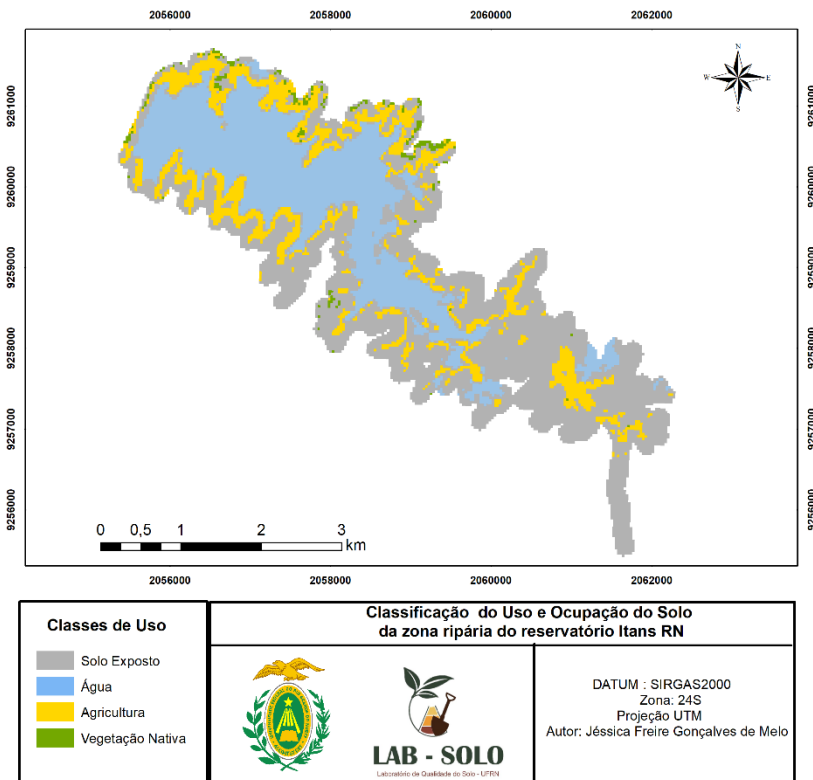 2056000 2058000 2060000 2062000
9261000
9260000
9259000
9258000
9257000
9256000
9261000
9260000
9259000
9258000
9257000
9256000
N
W E
S
0 0,5 1 2 3
km
2056000 2058000 2060000 2062000
Classes de Uso
Solo Exposto
Água
Agricultura
Vegetação Nativa
Classificação do Uso e Ocupação do Solo
da zona ripária do reservatório Itans RN
LAB - SOLO
Laboratório de Qualidade do Solo - UFRN
DATUM : SIRGAS2000
Zona: 24S
Projeção UTM
Autor: Jéssica Freire Gonçalves de Melo